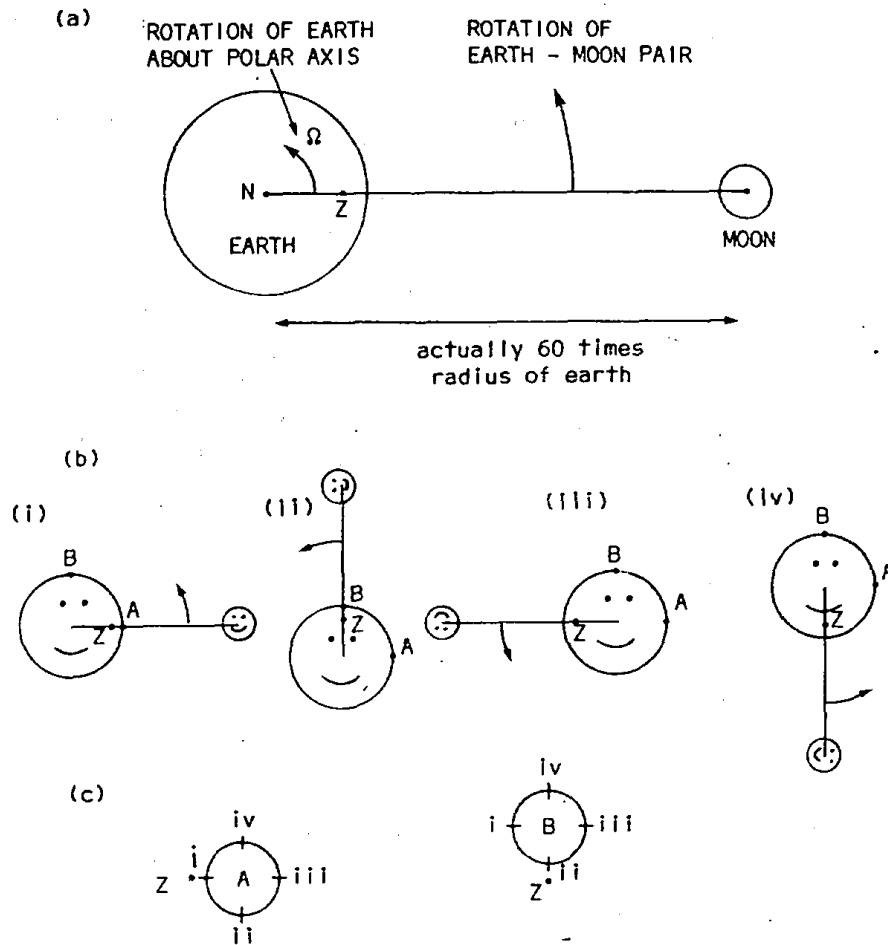 (a)
ROTATION OF EARTH
ABOUT POLAR AXIS
ROTATION OF
EARTH - MOON PAIR
Ω
N
Z
EARTH
MOON
actually 60 times
radius of earth
(b)
(i)
(ii)
(iii)
(iv)
B
A
Z
B
Z
A
B
A
Z
B
A
Z
(c)
iv
i
Z
A
iii
ii
iv
i
B
iii
ii
Z